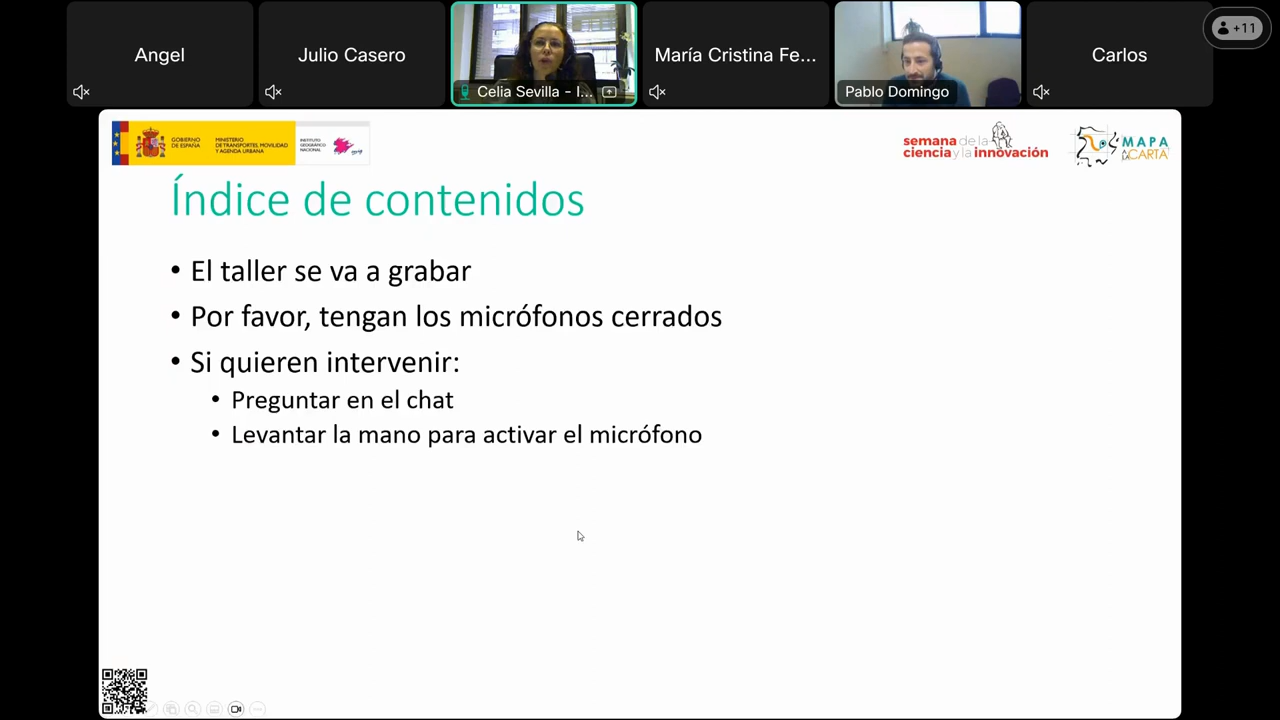 Angel
Julio Casero
Celia Sevilla - I...
María Cristina Fe...
Pablo Domingo
Carlos
+11
GOBIERNO
DE ESPAÑA
MINISTERIO
DE TRANSPORTES, MOVILIDAD
Y AGENDA URBANA
INSTITUTO
GEOGRÁFICO
NACIONAL
semana de la
ciencia y la innovación
MAPA
A LA CARTA
Índice de contenidos
• El taller se va a grabar
• Por favor, tengan los micrófonos cerrados
• Si quieren intervenir:
• Preguntar en el chat
• Levantar la mano para activar el micrófono